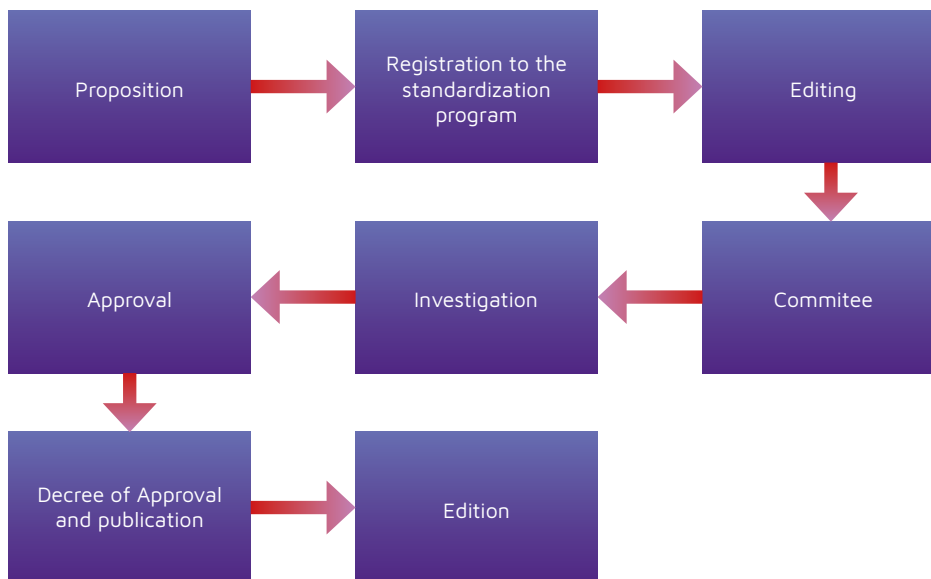 Proposition
Registration to the
standardization
program
Editing
Approval
Investigation
Commitee
Decree of Approval
and publication
Edition